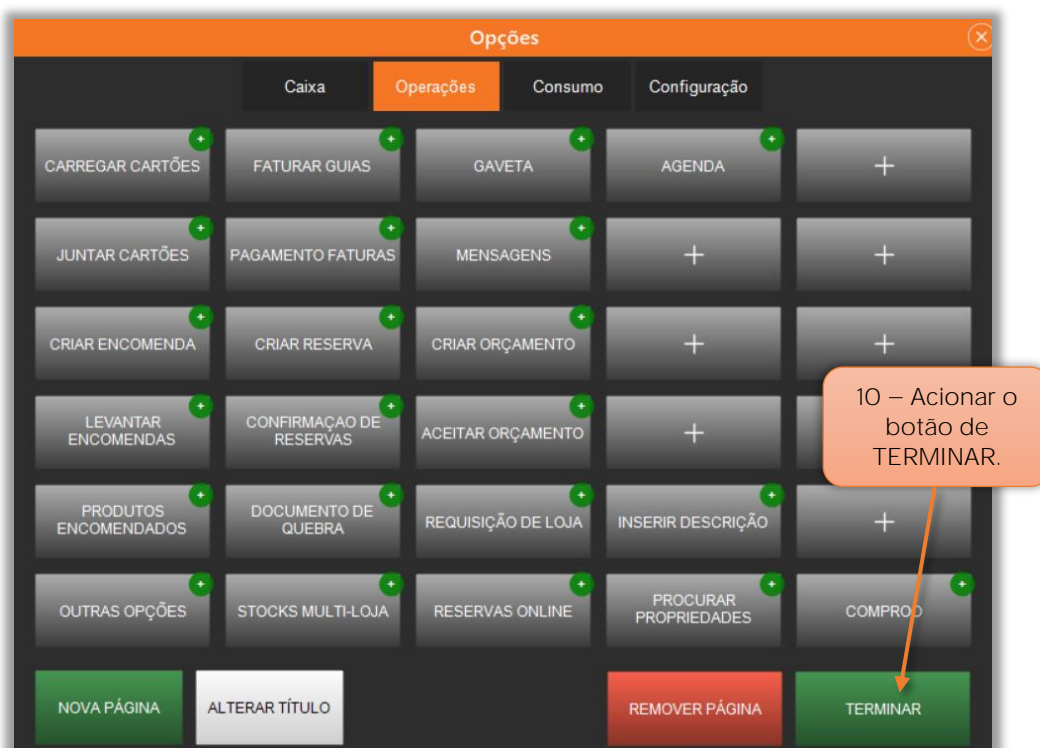 Opções
Caixa Operações Consumo Configuração
CARREGAR CARTÕES FATURAR GUIAS GAVETA AGENDA
JUNTAR CARTÕES PAGAMENTO FATURAS MENSAGENS
CRIAR ENCOMENDA CRIAR RESERVA CRIAR ORÇAMENTO
10 – Acionar o
botão de
TERMINAR.
LEVANTAR
ENCOMENDAS
CONFIRMAÇAO DE
RESERVAS
ACEITAR ORÇAMENTO
PRODUTOS
ENCOMENDADOS
DOCUMENTO DE
QUEBRA
REQUISIÇÃO DE LOJA INSERIR DESCRIÇÃO
OUTRAS OPÇÕES STOCKS MULTI-LOJA RESERVAS ONLINE
PROCURAR
PROPRIEDADES
NOVA PÁGINA ALTERAR TÍTULO REMOVER PÁGINA TERMINAR